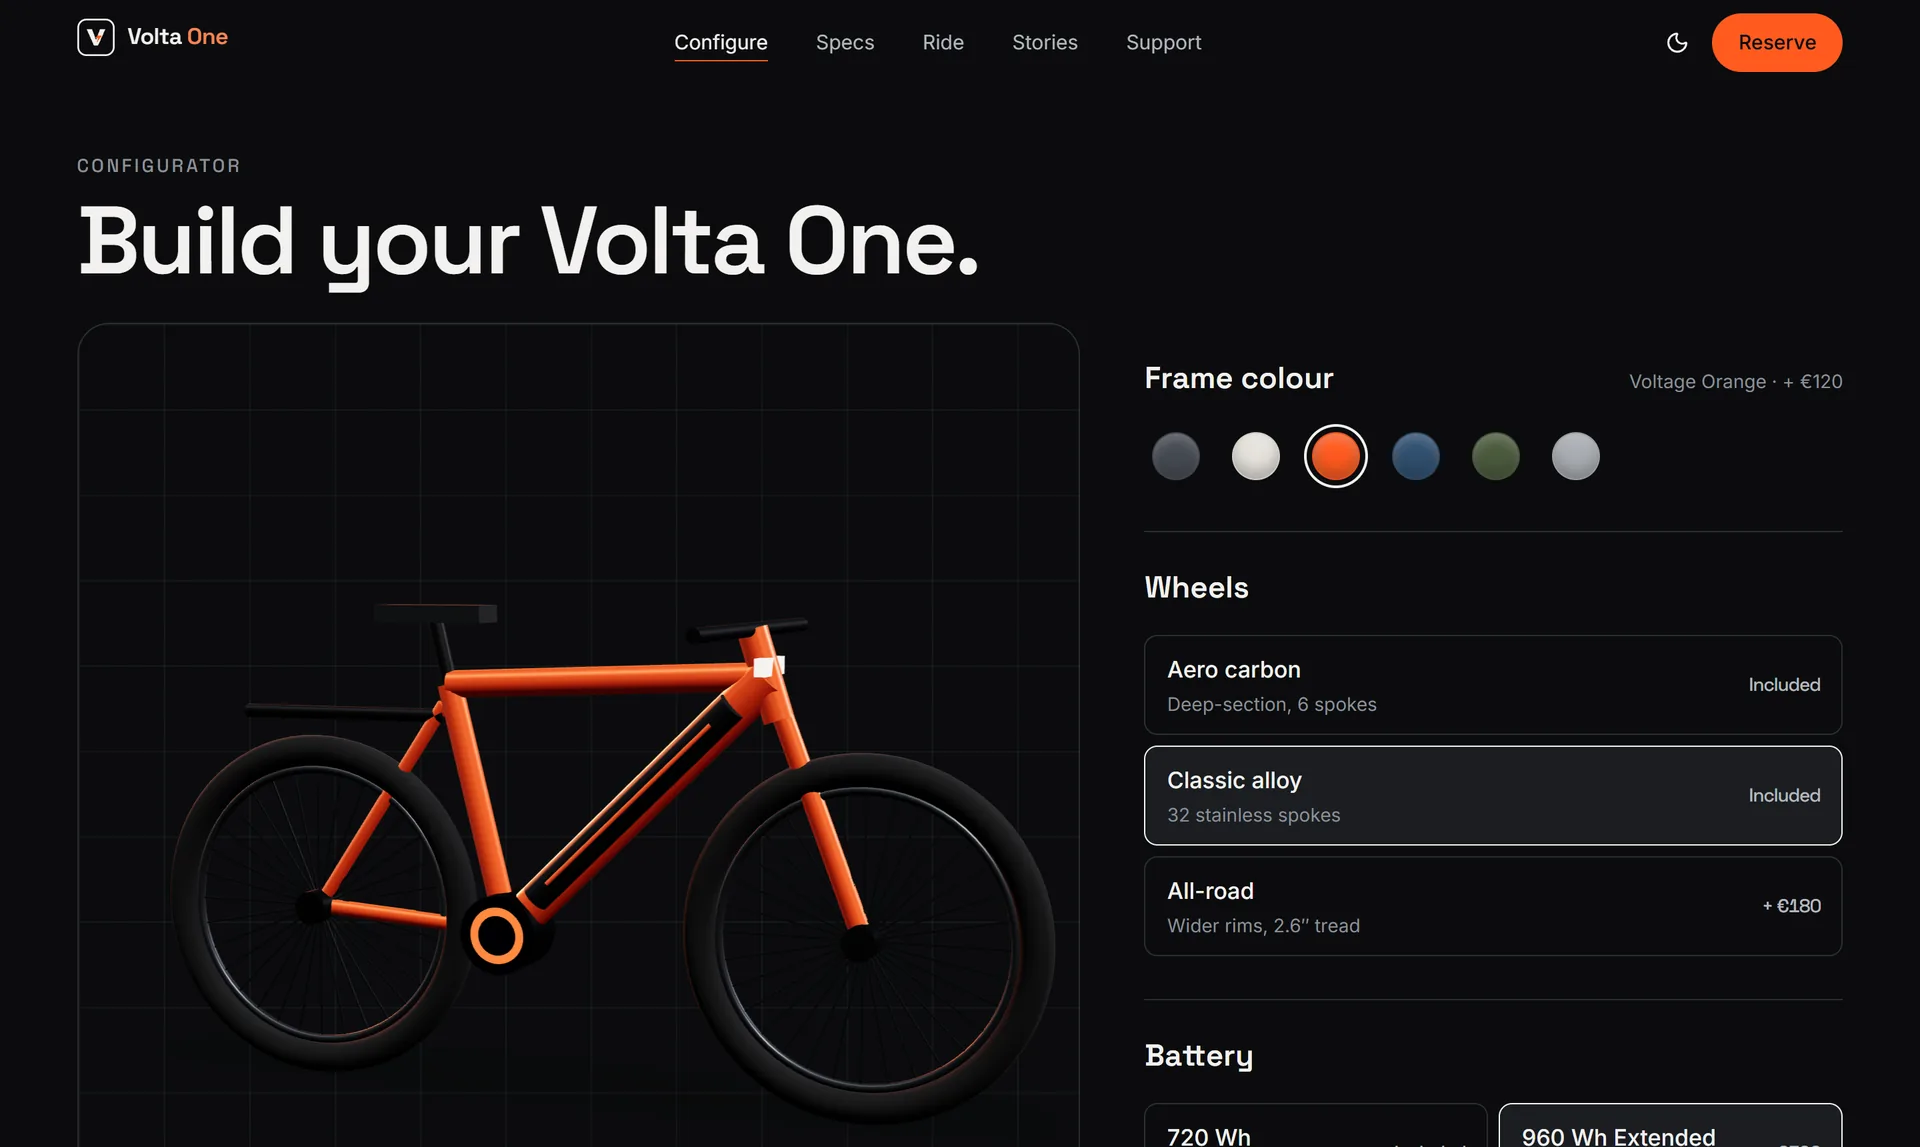 Volta One
Configure
Specs
Ride
Stories
Support
Reserve
CONFIGURATOR
Build your Volta One.
Frame colour
Voltage Orange · + €120
Wheels
Aero carbon
Included
Deep-section, 6 spokes
Classic alloy
Included
32 stainless spokes
All-road
+ €180
Wider rims, 2.6″ tread
Battery
720 Wh
960 Wh Extended